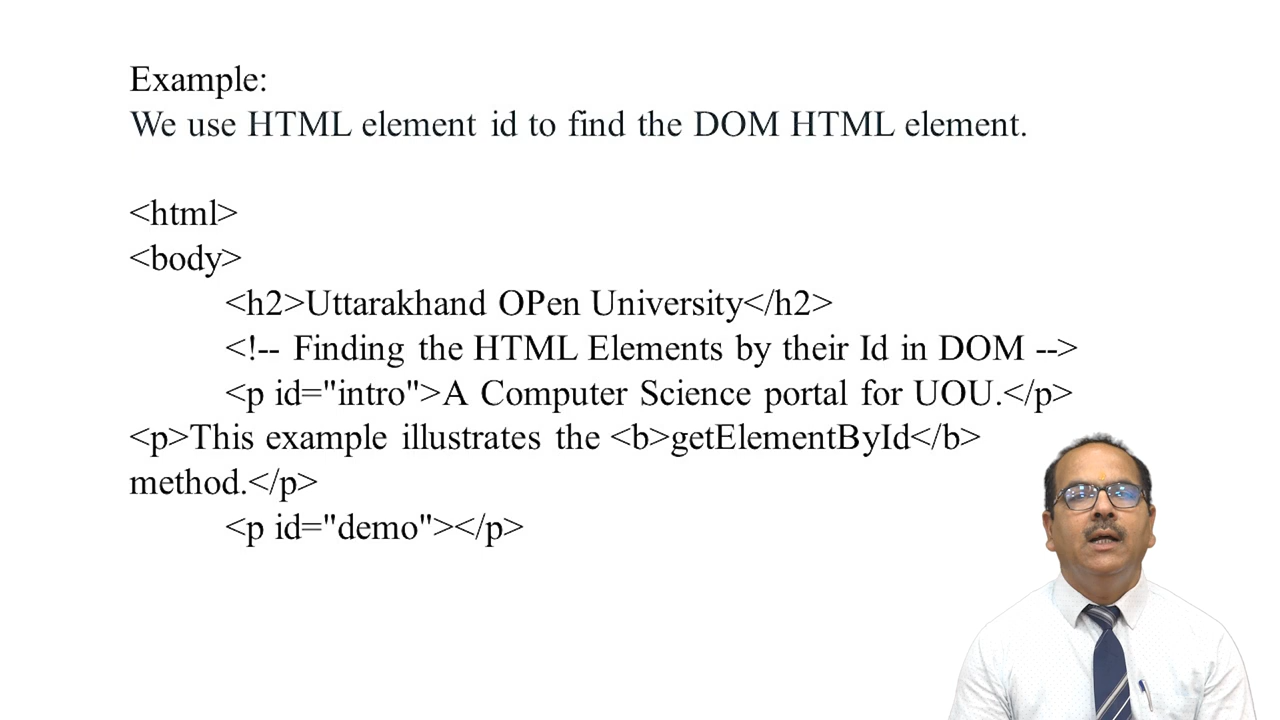 Example:
We use HTML element id to find the DOM HTML element.
<html>
<body>
<h2>Uttarakhand OPen University</h2>
<!-- Finding the HTML Elements by their Id in DOM -->
<p id="intro">A Computer Science portal for UOU.</p>
<p>This example illustrates the <b>getElementById</b>
method.</p>
<p id="demo"></p>